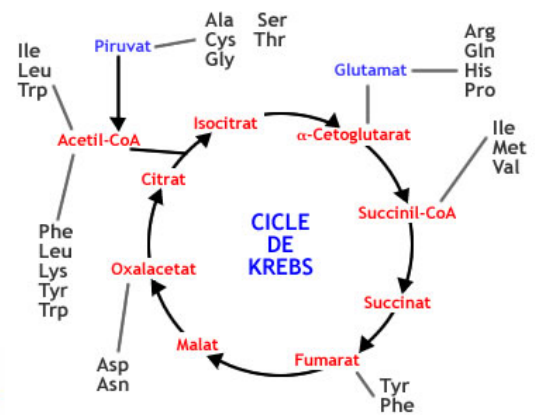 Ala Ser
Cys Thr
Gly
Piruvat
Ile
Leu
Trp
Arg
Gln
His
Pro
Glutamat
Isocitrat
α-Cetoglutarat
Acetil-CoA
Ile
Met
Val
Citrat
Succinil-CoA
CICLE
DE
KREBS
Phe
Leu
Lys
Tyr
Trp
Oxalacetat
Succinat
Malat
Fumarat
Asp
Asn
Tyr
Phe